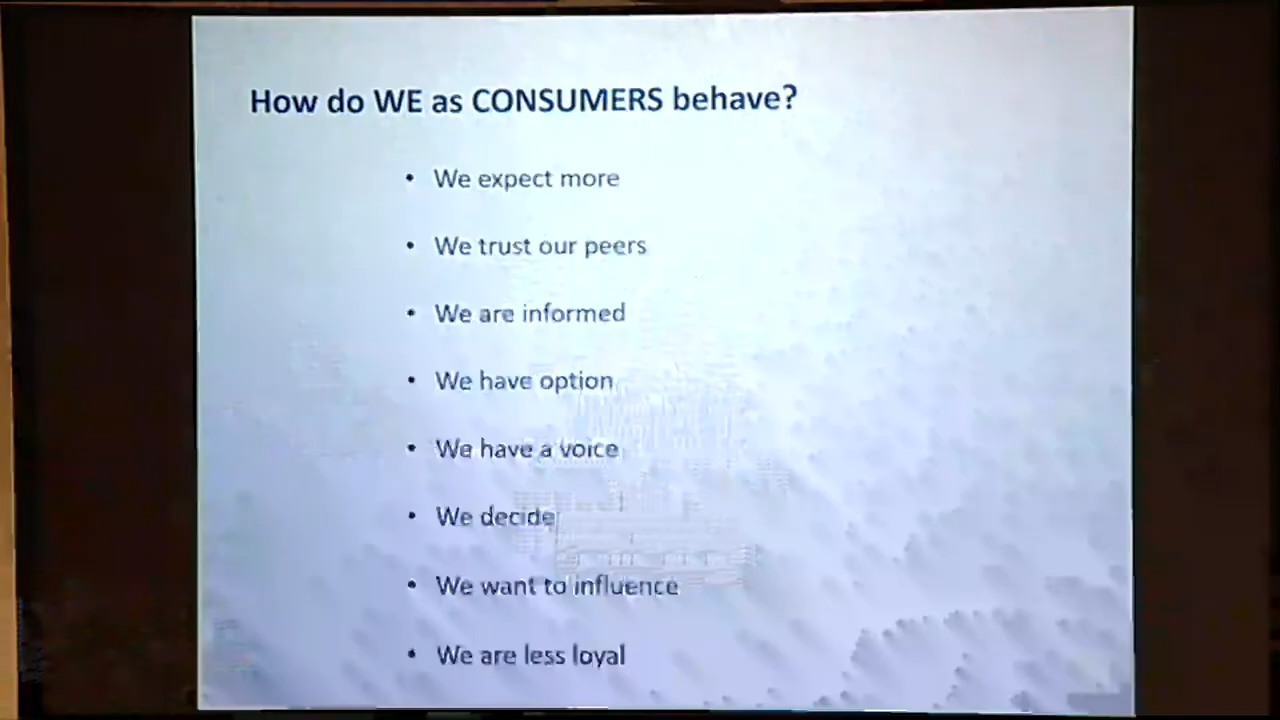 How do WE as CONSUMERS behave?
• We expect more
• We trust our peers
• We are informed
• We have option
• We have a voice
• We decide
• We want to influence
• We are less loyal